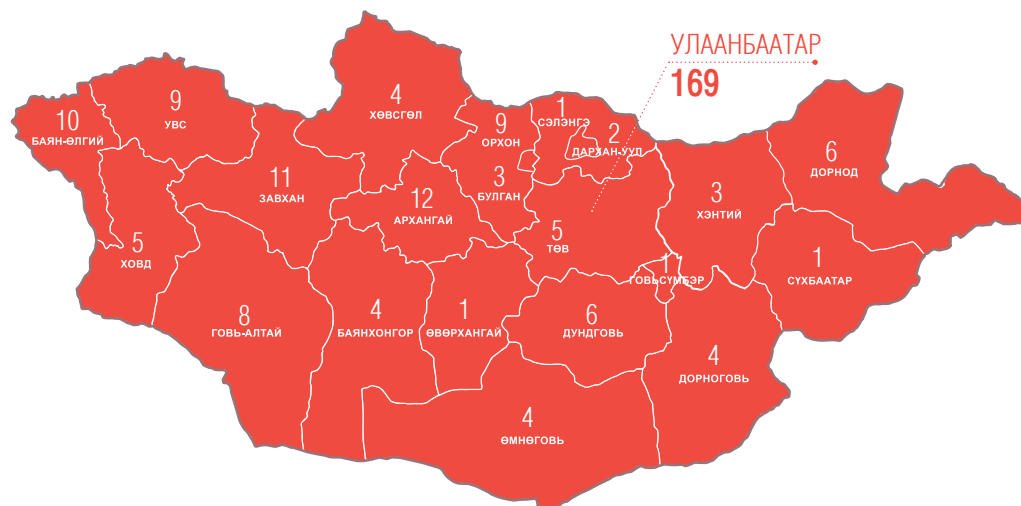 УЛААНБААТАР
169
10
БАЯН-ӨЛГИЙ
9
УВС
4
ХӨВСГӨЛ
9
ОРХОН
1
СЭЛЭНГЭ
2
ДАРХАН-УУЛ
6
ДОРНОД
11
ЗАВХАН
12
АРХАНГАЙ
3
БУЛГАН
3
ХЭНТИЙ
5
ХОВД
5
ТӨВ
1
ГОВЬСҮМБЭР
1
СҮХБААТАР
8
ГОВЬ-АЛТАЙ
4
БАЯНХОНГОР
1
ӨВӨРХАНГАЙ
6
ДУНДГОВЬ
4
ДОРНОГОВЬ
4
ӨМНӨГОВЬ